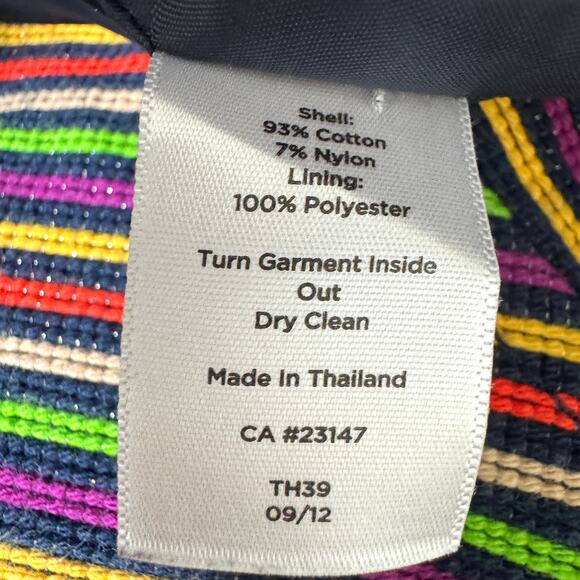 Shell:
93% Cotton
7% Nylon
Lining:
100% Polyester
Turn Garment Inside
Out
Dry Clean
Made In Thailand
CA #23147
TH39
09/12